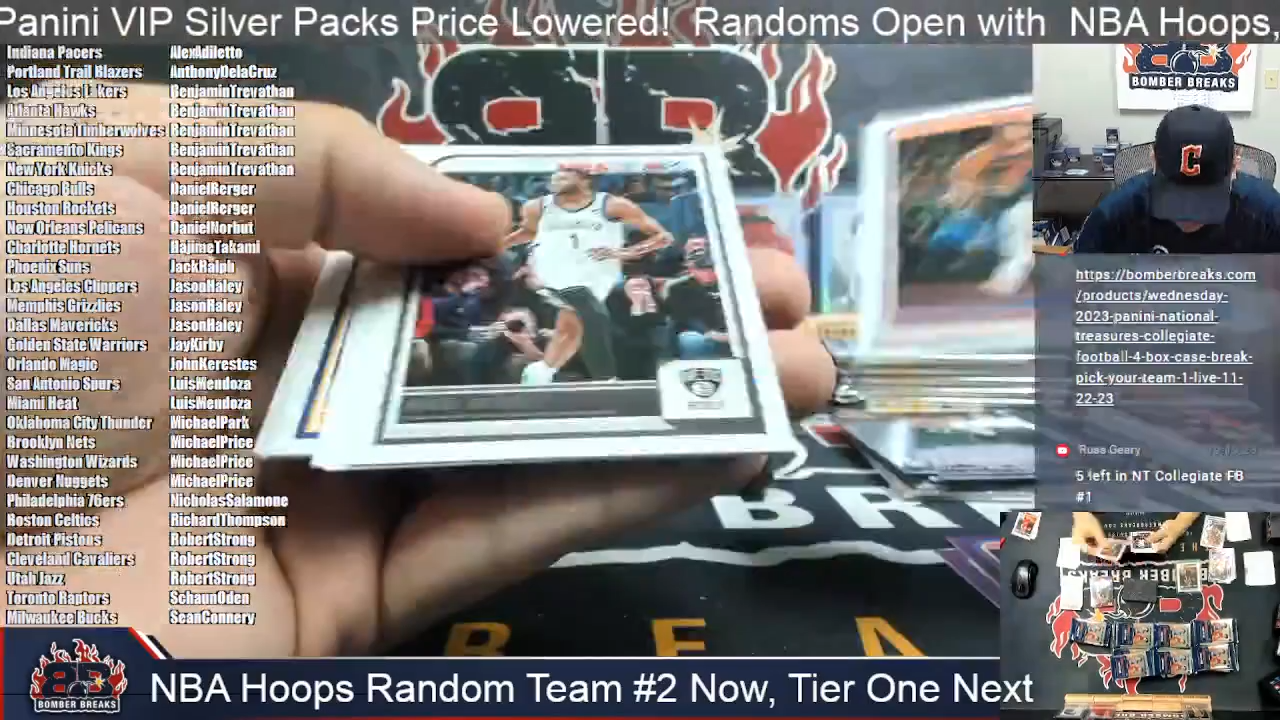 Panini VIP Silver Packs Price Lowered!  Randoms Open with  NBA Hoops,
Indiana Pacers AlexAdiletto
Portland Trail Blazers AnthonyDelaCruz
Los Angeles Lakers BenjaminTrevathan
Atlanta Hawks BenjaminTrevathan
Minnesota Timberwolves BenjaminTrevathan
Sacramento Kings BenjaminTrevathan
New York Knicks BenjaminTrevathan
Chicago Bulls DanielBerger
Houston Rockets DanielBerger
New Orleans Pelicans DanielNorhut
Charlotte Hornets HajimeTakami
Phoenix Suns JackRalph
Los Angeles Clippers JasonHaley
Memphis Grizzlies JasonHaley
Dallas Mavericks JasonHaley
Golden State Warriors JayKirby
Orlando Magic JohnKerestes
San Antonio Spurs LuisMendoza
Miami Heat LuisMendoza
Oklahoma City Thunder MichaelPark
Brooklyn Nets MichaelPrice
Washington Wizards MichaelPrice
Denver Nuggets MichaelPrice
Philadelphia 76ers NicholasSalamone
Boston Celtics RichardThompson
Detroit Pistons RobertStrong
Cleveland Cavaliers RobertStrong
Utah Jazz RobertStrong
Toronto Raptors SchaunOden
Milwaukee Bucks SeanConnery
1
BR
BOMBER BREAKS
C
https://bomberbreaks.com
/products/wednesday-
2023-panini-national-
treasures-collegiate-
football-4-box-case-break-
pick-your-team-1-live-11-
22-23
Russ Geary
5 left in NT Collegiate FB
#1
BOMBER BREAKS
B E A
BOMBER BREAKS
NBA Hoops Random Team #2 Now, Tier One Next